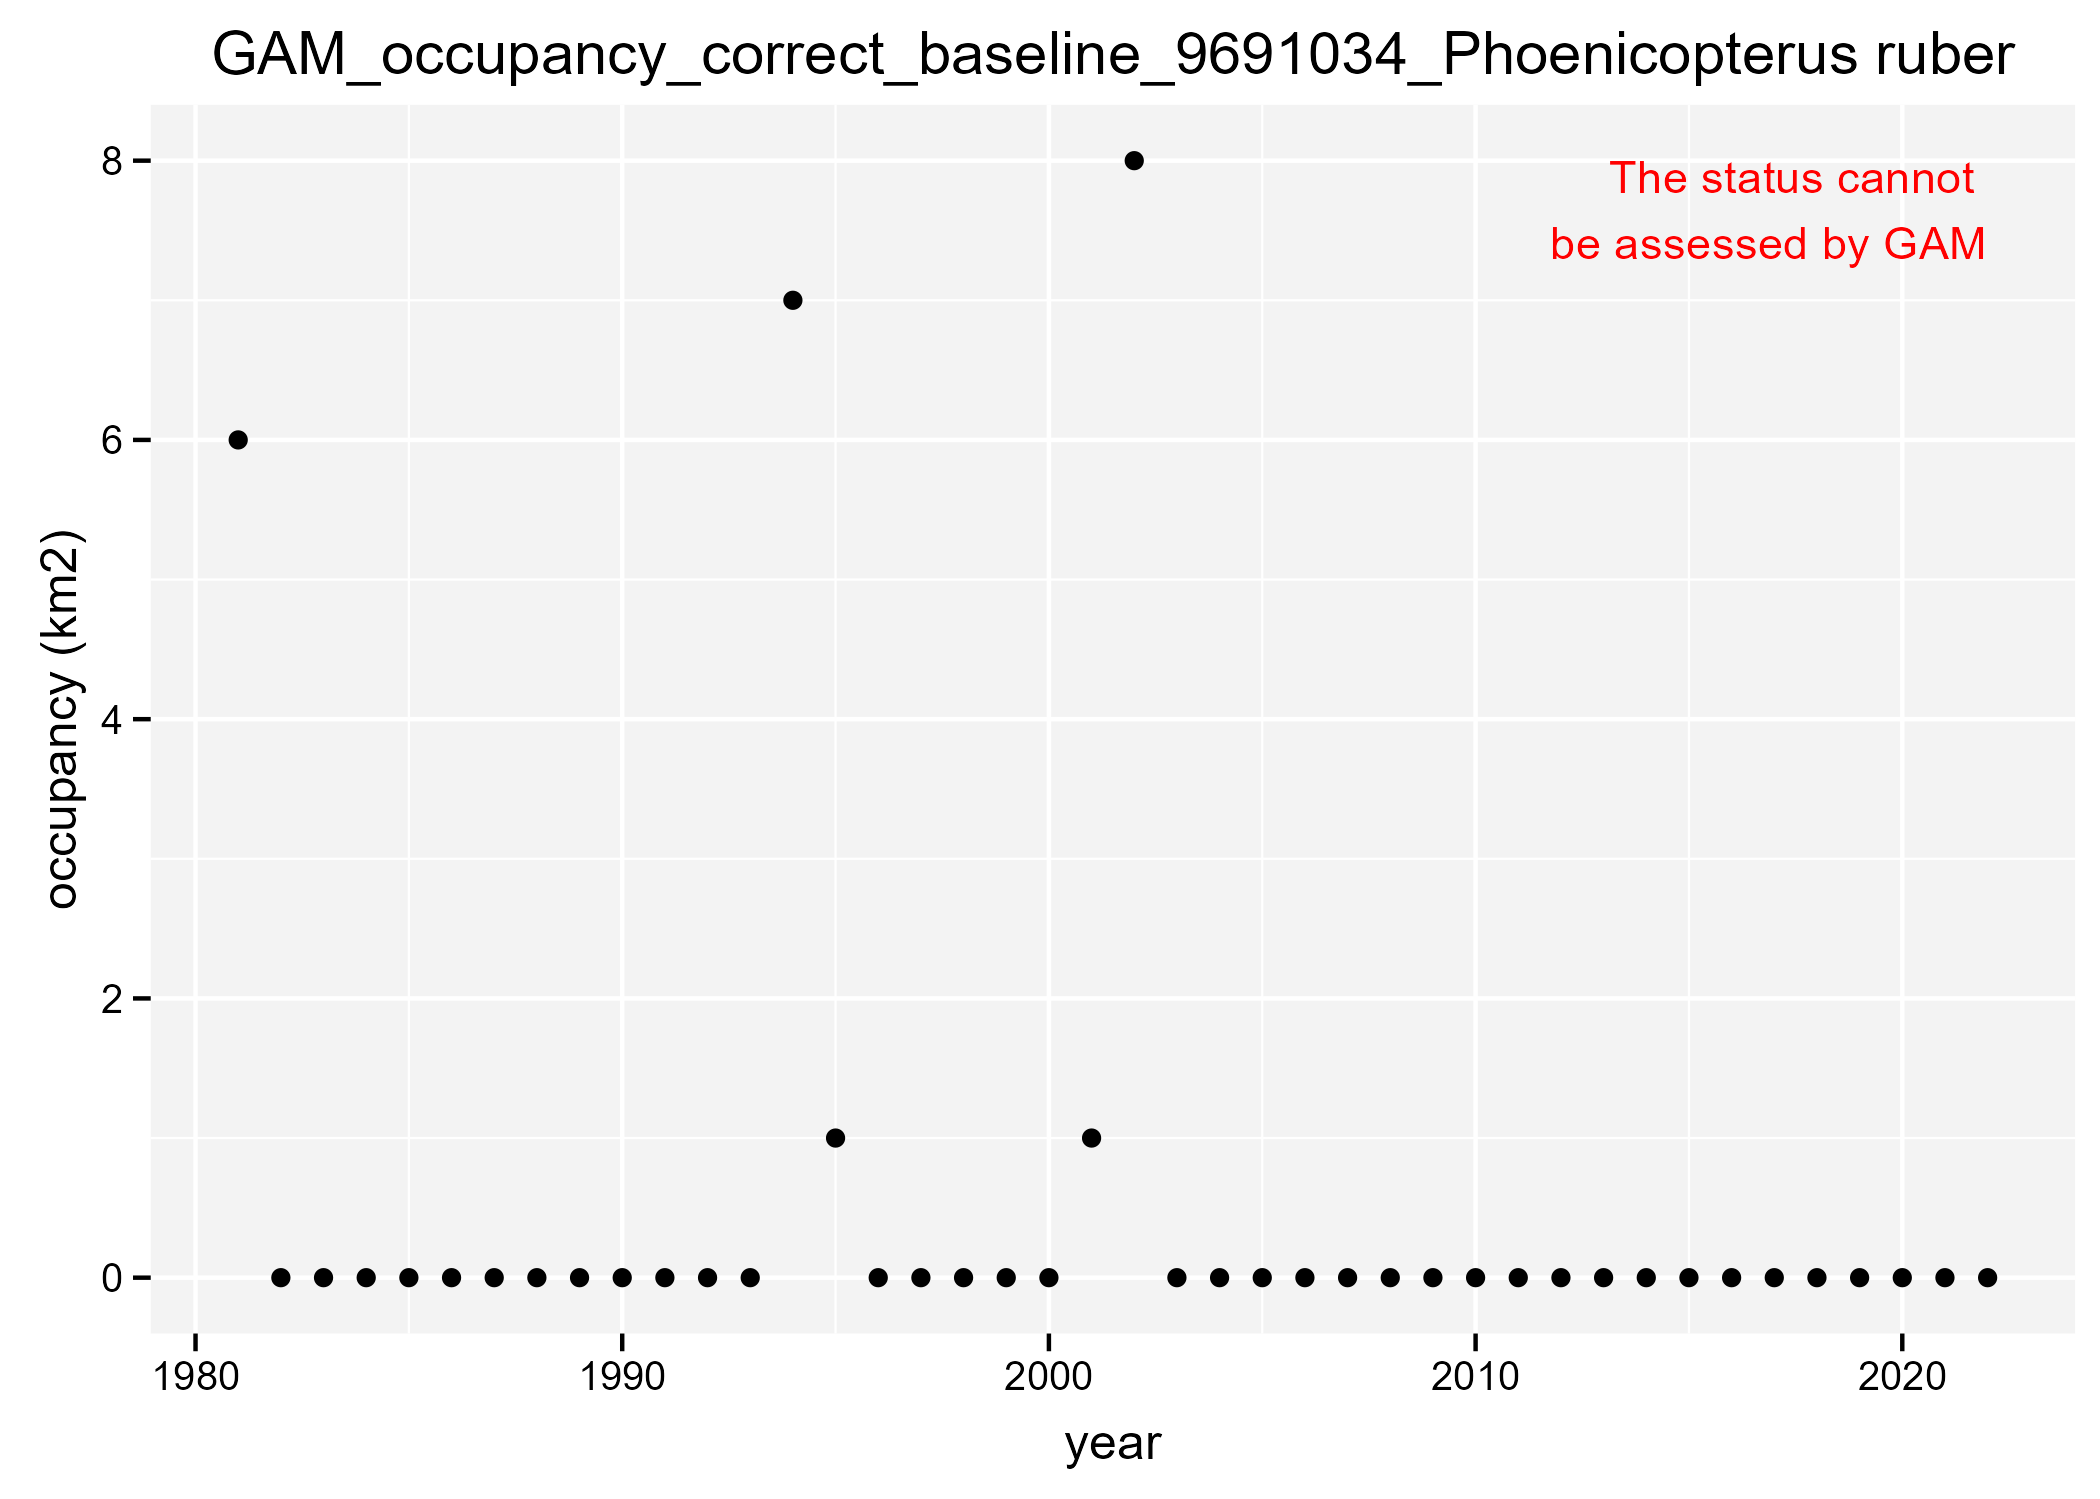 GAM_occupancy_correct_baseline_9691034_Phoenicopterus ruber
8
The status cannot
be assessed by GAM
6
occupancy (km2)
4
2
0
1980 1990 2000 2010 2020
year